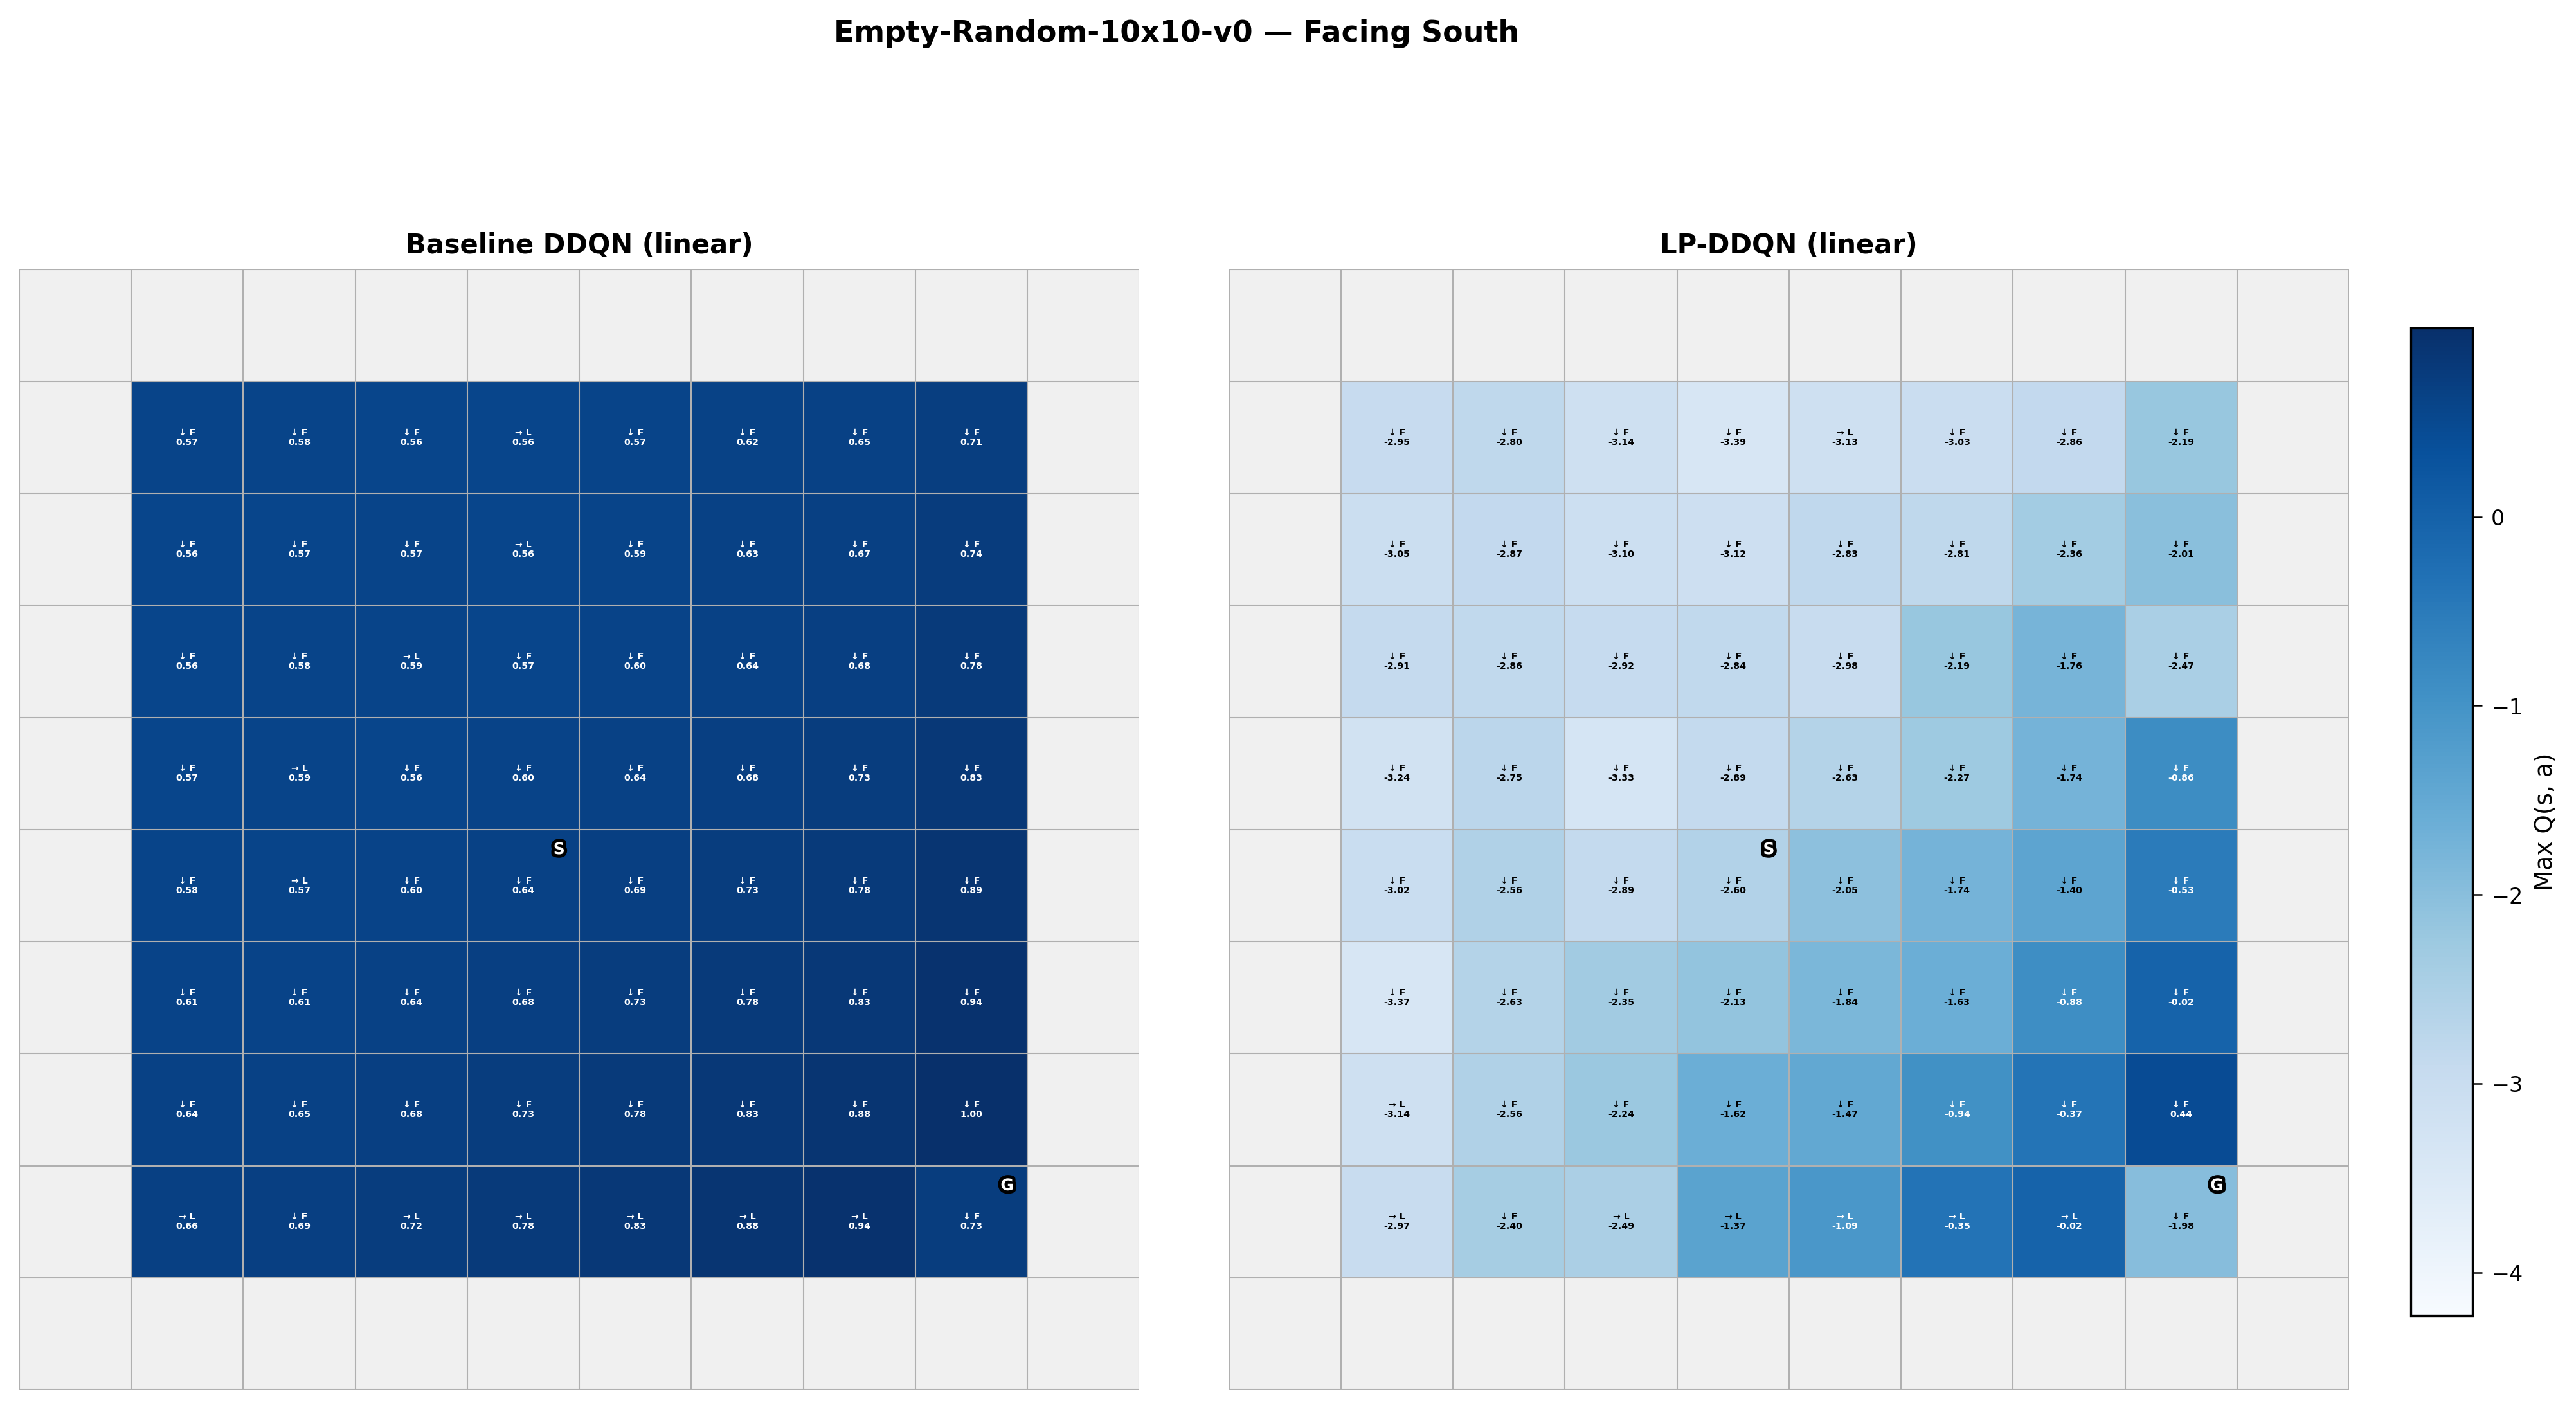 Empty-Random-10x10-v0 — Facing South
Baseline DDQN (linear)
↓ F ↓ F ↓ F → L ↓ F ↓ F ↓ F ↓ F
0.57 0.58 0.56 0.56 0.57 0.62 0.65 0.71
↓ F ↓ F ↓ F → L ↓ F ↓ F ↓ F ↓ F
0.56 0.57 0.57 0.56 0.59 0.63 0.67 0.74
↓ F ↓ F → L ↓ F ↓ F ↓ F ↓ F ↓ F
0.56 0.58 0.59 0.57 0.60 0.64 0.68 0.78
↓ F → L ↓ F ↓ F ↓ F ↓ F ↓ F ↓ F
0.57 0.59 0.56 0.60 0.64 0.68 0.73 0.83
S
↓ F → L ↓ F ↓ F ↓ F ↓ F ↓ F ↓ F
0.58 0.57 0.60 0.64 0.69 0.73 0.78 0.89
↓ F ↓ F ↓ F ↓ F ↓ F ↓ F ↓ F ↓ F
0.61 0.61 0.64 0.68 0.73 0.78 0.83 0.94
↓ F ↓ F ↓ F ↓ F ↓ F ↓ F ↓ F ↓ F
0.64 0.65 0.68 0.73 0.78 0.83 0.88 1.00
G
→ L ↓ F → L → L → L → L → L ↓ F
0.66 0.69 0.72 0.78 0.83 0.88 0.94 0.73
LP-DDQN (linear)
↓ F ↓ F ↓ F ↓ F → L ↓ F ↓ F ↓ F
-2.95 -2.80 -3.14 -3.39 -3.13 -3.03 -2.86 -2.19
↓ F ↓ F ↓ F ↓ F ↓ F ↓ F ↓ F ↓ F
-3.05 -2.87 -3.10 -3.12 -2.83 -2.81 -2.36 -2.01
↓ F ↓ F ↓ F ↓ F ↓ F ↓ F ↓ F ↓ F
-2.91 -2.86 -2.92 -2.84 -2.98 -2.19 -1.76 -2.47
↓ F ↓ F ↓ F ↓ F ↓ F ↓ F ↓ F ↓ F
-3.24 -2.75 -3.33 -2.89 -2.63 -2.27 -1.74 -0.86
S
↓ F ↓ F ↓ F ↓ F ↓ F ↓ F ↓ F ↓ F
-3.02 -2.56 -2.89 -2.60 -2.05 -1.74 -1.40 -0.53
↓ F ↓ F ↓ F ↓ F ↓ F ↓ F ↓ F ↓ F
-3.37 -2.63 -2.35 -2.13 -1.84 -1.63 -0.88 -0.02
→ L ↓ F ↓ F ↓ F ↓ F ↓ F ↓ F ↓ F
-3.14 -2.56 -2.24 -1.62 -1.47 -0.94 -0.37 0.44
G
→ L ↓ F → L → L → L → L → L ↓ F
-2.97 -2.40 -2.49 -1.37 -1.09 -0.35 -0.02 -1.98
0
−1
−2
−3
−4
Max Q(s, a)